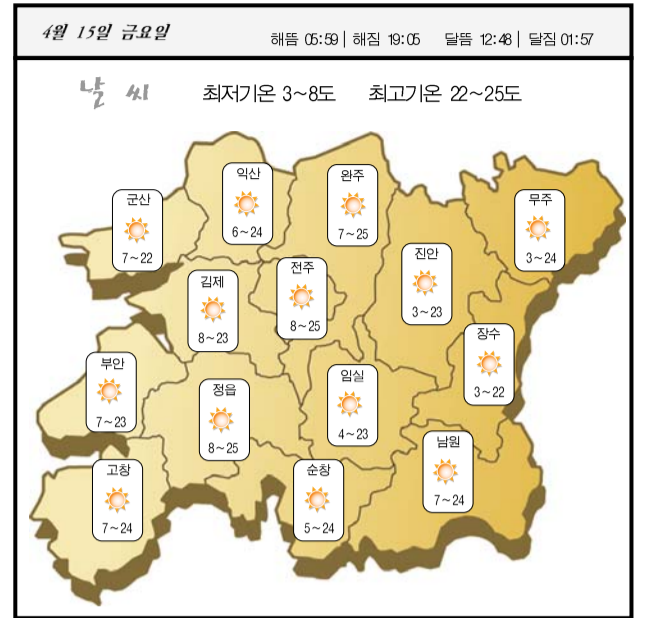 4월 15일 금요일
해뜸 05:59 | 해짐 19:05 달뜸 12:48 | 달짐 01:57
날씨 최저기온 3~8도 최고기온 22~25도
익산
6~24
완주
7~25
군산
7~22
무주
3~24
진안
3~23
전주
8~25
김제
8~23
장수
3~22
부안
7~23
임실
4~23
정읍
8~25
남원
7~24
고창
7~24
순창
5~24